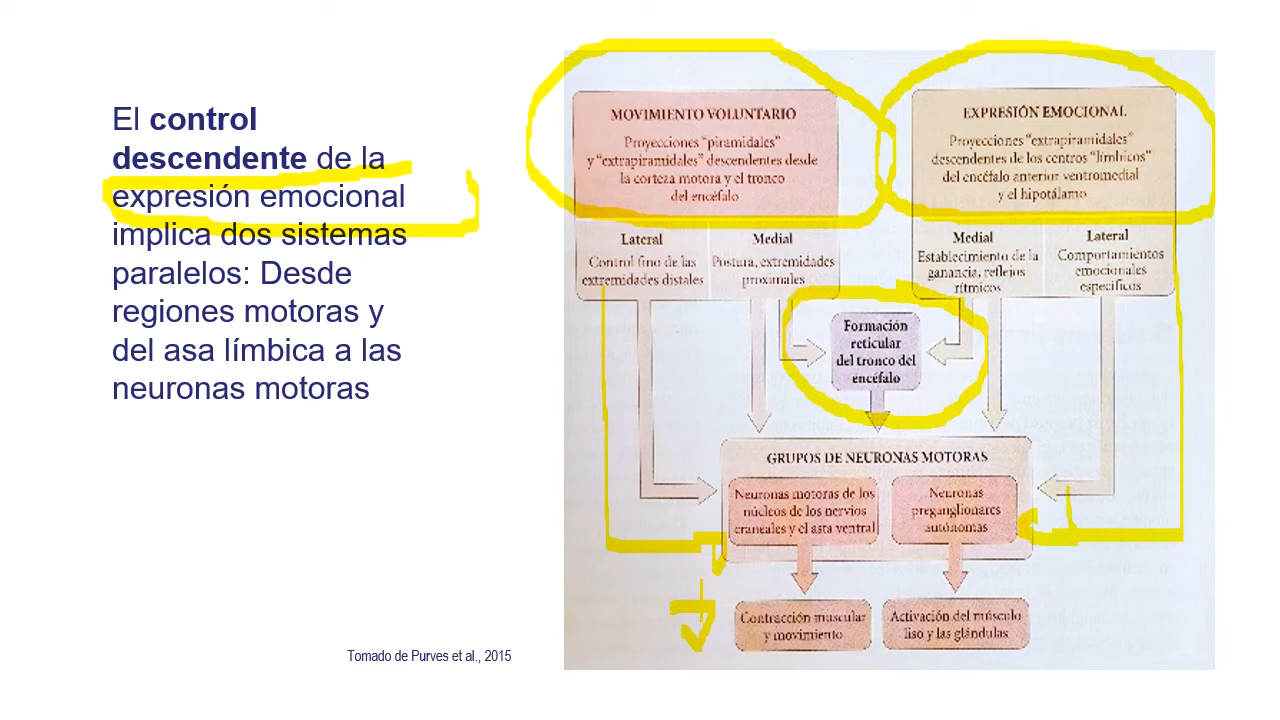 El control
descendente de la
expresión emocional
implica dos sistemas
paralelos: Desde
regiones motoras y
del asa límbica a las
neuronas motoras
Tomado de Purves et al., 2015
MOVIMIENTO VOLUNTARIO
Proyecciones “piramidales”
y “extrapiramidales” descendentes desde
la corteza motora y el tronco
del encéfalo
Lateral
Control fino de las
extremidades distales
Medial
Postura, extremidades
proximales
EXPRESIÓN EMOCIONAL
Proyecciones “extrapiramidales”
descendentes de los centros “límbicos”
del encéfalo anterior ventromedial
y el hipotálamo
Medial
Establecimiento de la
ganancia, reflejos
rítmicos
Lateral
Comportamientos
emocionales
específicos
Formación
reticular
del tronco del
encéfalo
GRUPOS DE NEURONAS MOTORAS
Neuronas motoras de los
núcleos de los nervios
craneales y el asta ventral
Neuronas
preganglionares
autónomas
Contracción muscular
y movimiento
Activación del músculo
liso y las glándulas